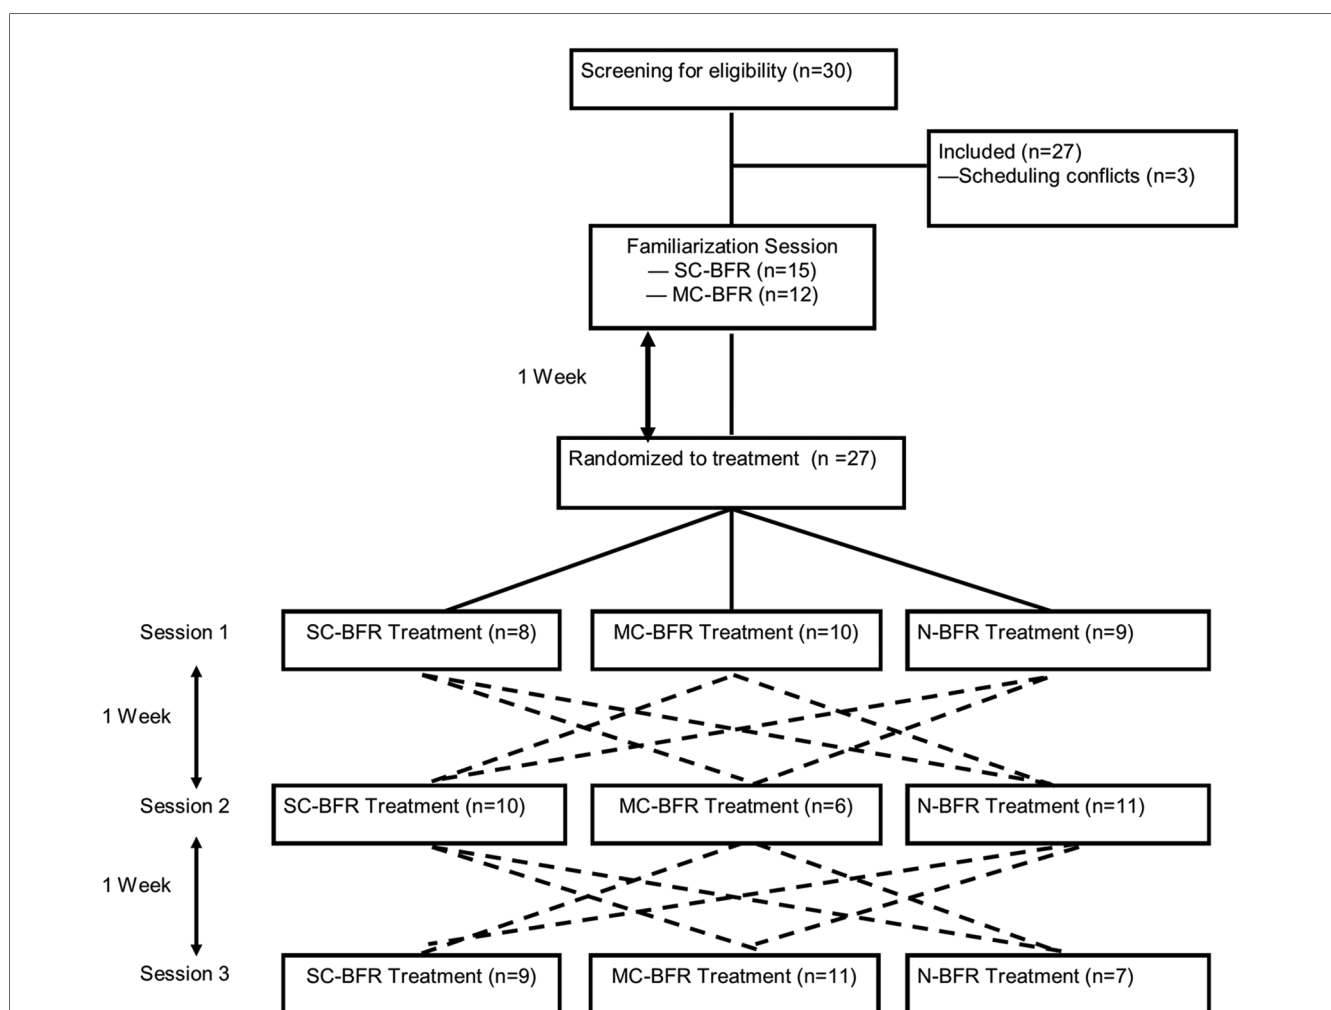 Screening for eligibility (n=30)
Included (n=27)
—Scheduling conflicts (n=3)
Familiarization Session
— SC-BFR (n=15)
— MC-BFR (n=12)
1 Week
Randomized to treatment (n =27)
Session 1
SC-BFR Treatment (n=8)
MC-BFR Treatment (n=10)
N-BFR Treatment (n=9)
1 Week
Session 2
SC-BFR Treatment (n=10)
MC-BFR Treatment (n=6)
N-BFR Treatment (n=11)
1 Week
Session 3
SC-BFR Treatment (n=9)
MC-BFR Treatment (n=11)
N-BFR Treatment (n=7)